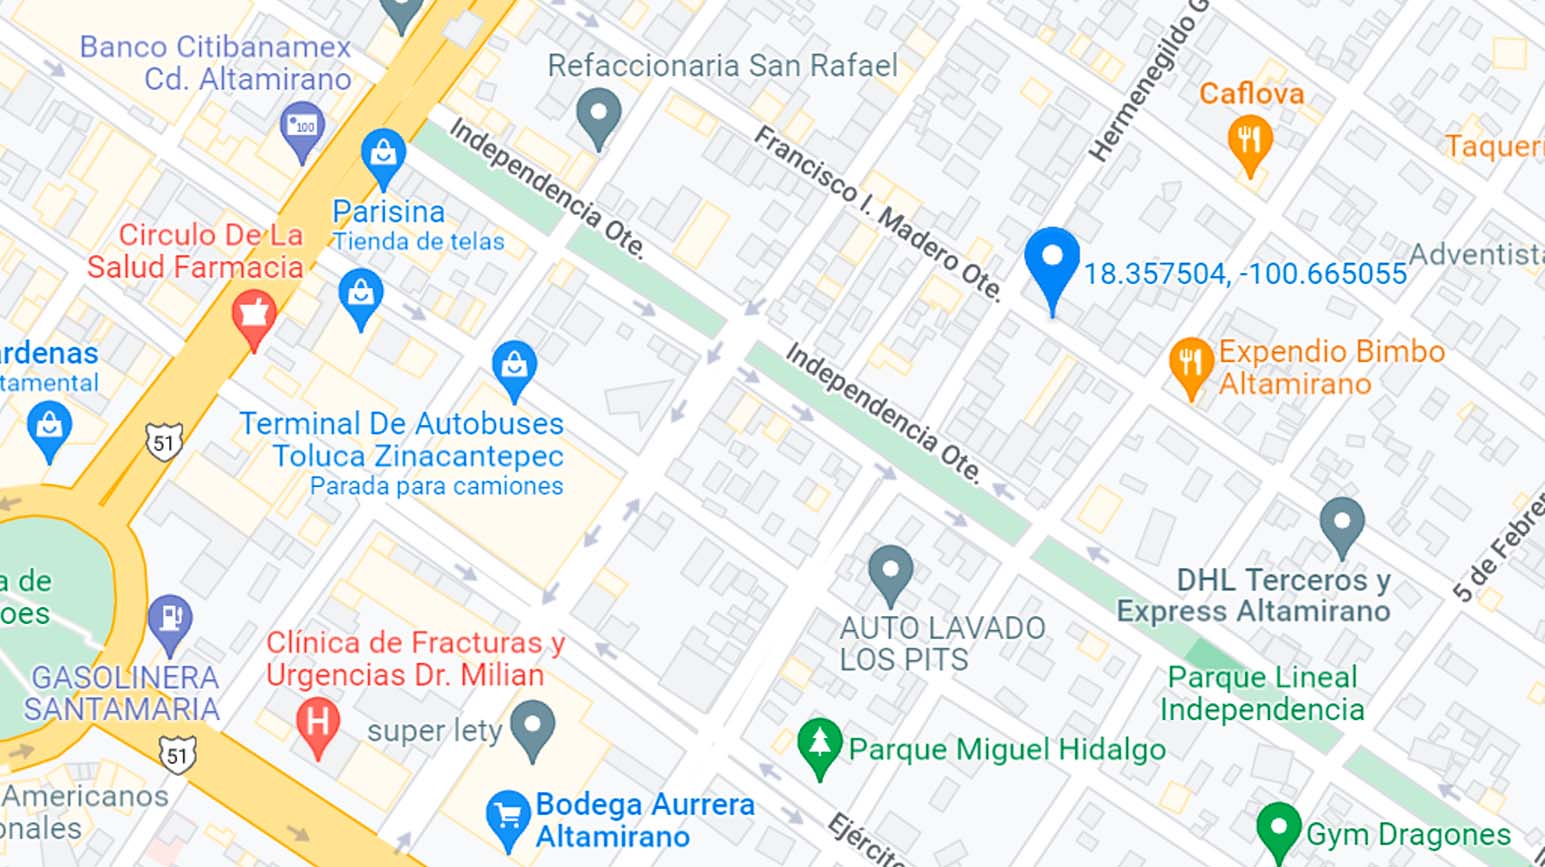 Banco Citibanamex
Cd. Altamirano
100
Refaccionaria San Rafael
Hermenegildo G
Caflova
Taqueri
Independencia Ote.
Francisco I. Madero Ote.
Parisina
Tienda de telas
Circulo De La
Salud Farmacia
18.357504, -100.665055
Adventista
Expendio Bimbo
Altamirano
ardenas
tamental
Independencia Ote.
Terminal De Autobuses
Toluca Zinacantepec
Parada para camiones
51
5 de Febrer
DHL Terceros y
Express Altamirano
a de
oes
AUTO LAVADO
LOS PITS
Clínica de Fracturas y
Urgencias Dr. Milian
GASOLINERA
SANTAMARIA
Parque Lineal
Independencia
H
super lety
51
Parque Miguel Hidalgo
Americanos
onales
Bodega Aurrera
Altamirano
Ejército
Gym Dragones